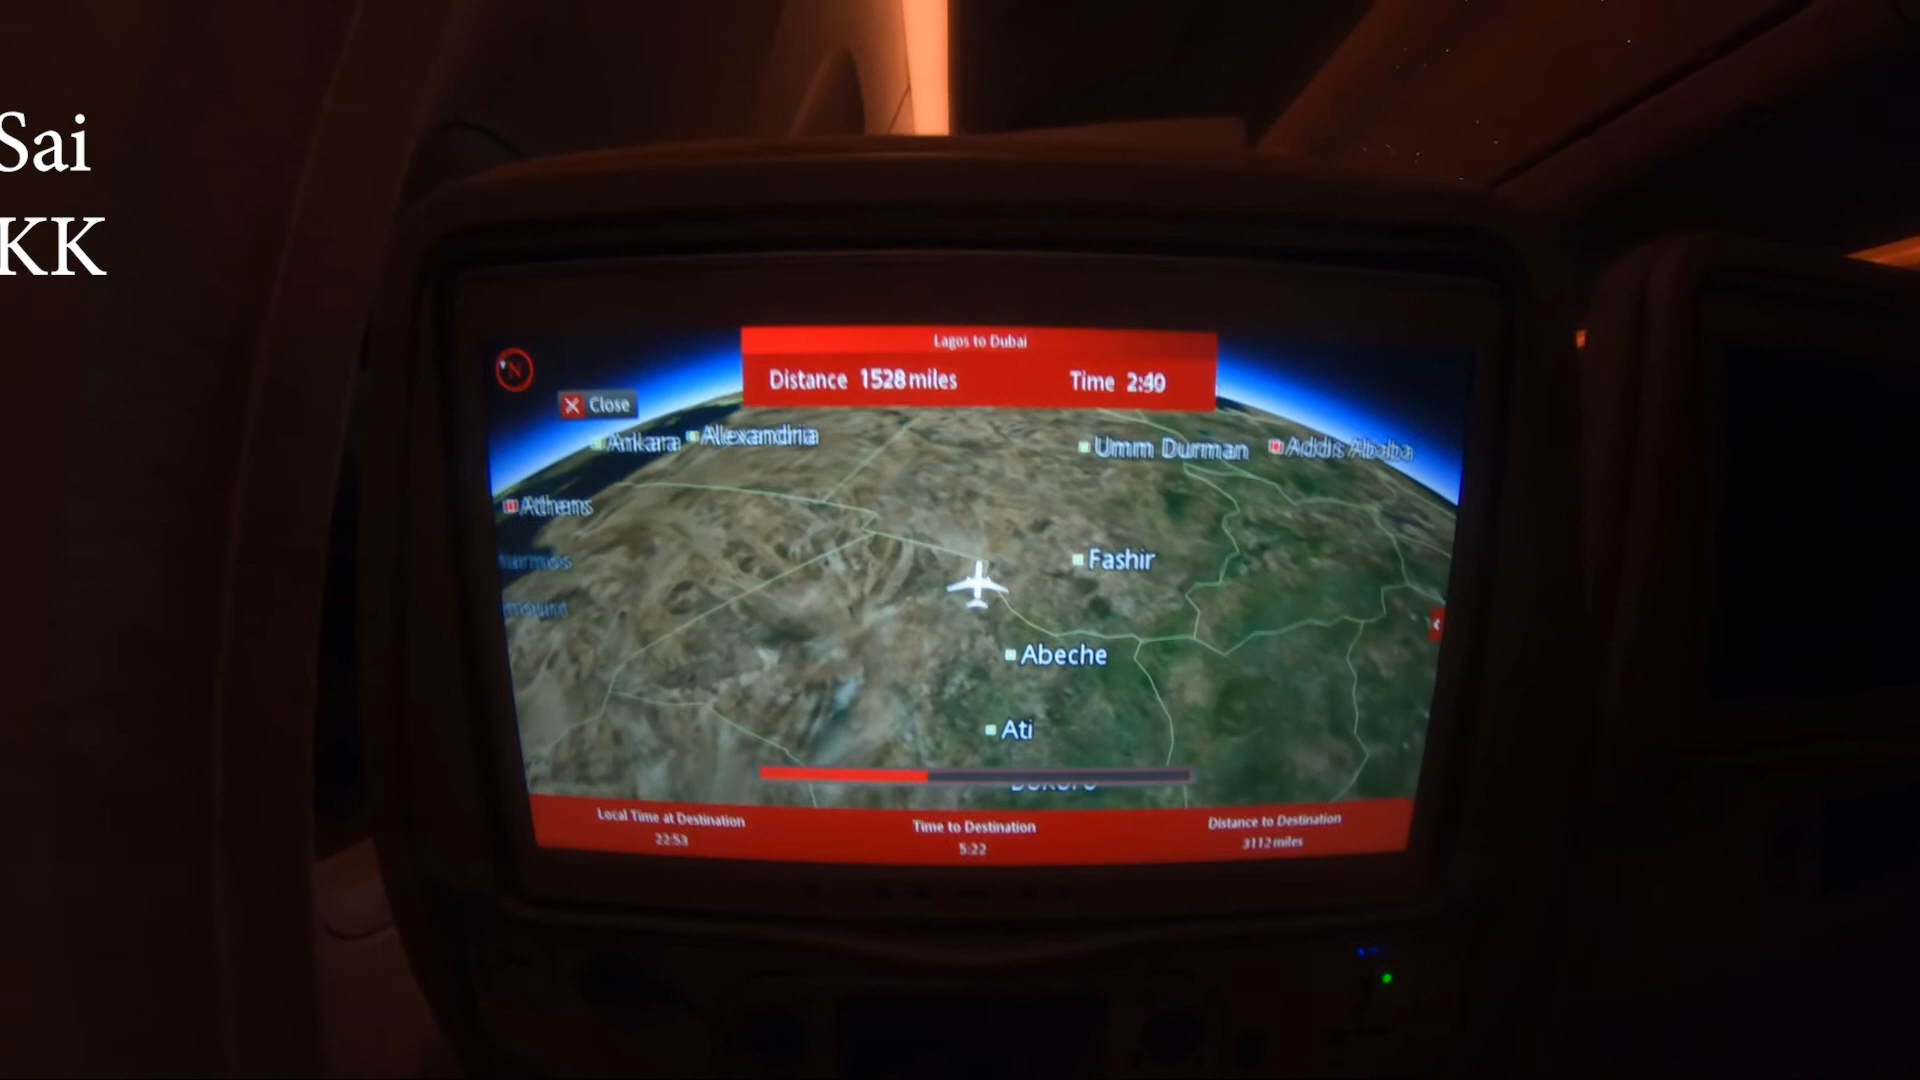 Sai
KK
Lagos to Dubai
Distance 1528 miles Time 2:40
N
Close
Ankara Alexandria Umm Durman Addis Ababa
Athens
Fashir
Abeche
Ati
Local Time at Destination Time to Destination Distance to Destination
22:53 5:22 3112 miles